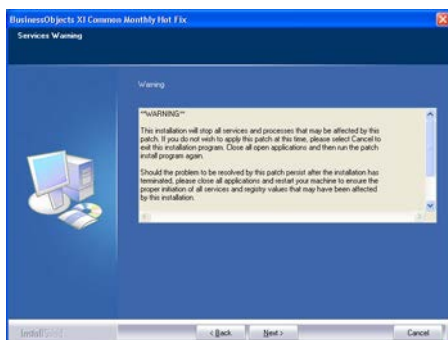 BusinessObjects XI Common Monthly Hot Fix
Services Warning
Warning
**WARNING**
This installation will stop all services and processes that may be affected by this
patch. If you do not wish to apply this patch at this time, please select Cancel to
exit this installation program. Close all open applications and then run the patch
install program again.
Should the problem to be resolved by this patch persist after the installation has
terminated, please close all applications and restart your machine to ensure the
proper initiation of all services and registry values that may have been affected
by this installation.
InstallShield
< Back
Next >
Cancel